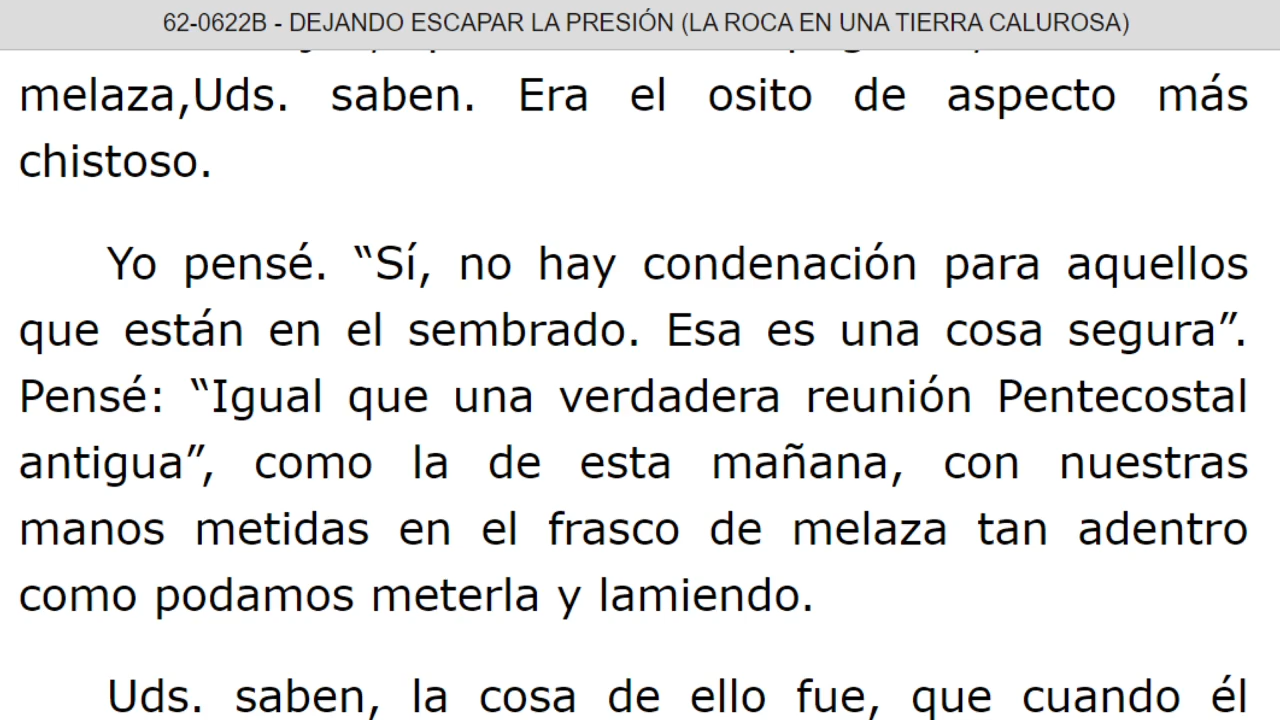 62-0622B - DEJANDO ESCAPAR LA PRESIÓN (LA ROCA EN UNA TIERRA CALUROSA)
melaza,Uds. saben. Era el osito de aspecto más
chistoso.
Yo pensé. “Sí, no hay condenación para aquellos
que están en el sembrado. Esa es una cosa segura”.
Pensé: “Igual que una verdadera reunión Pentecostal
antigua”, como la de esta mañana, con nuestras
manos metidas en el frasco de melaza tan adentro
como podamos meterla y lamiendo.
Uds. saben, la cosa de ello fue, que cuando él